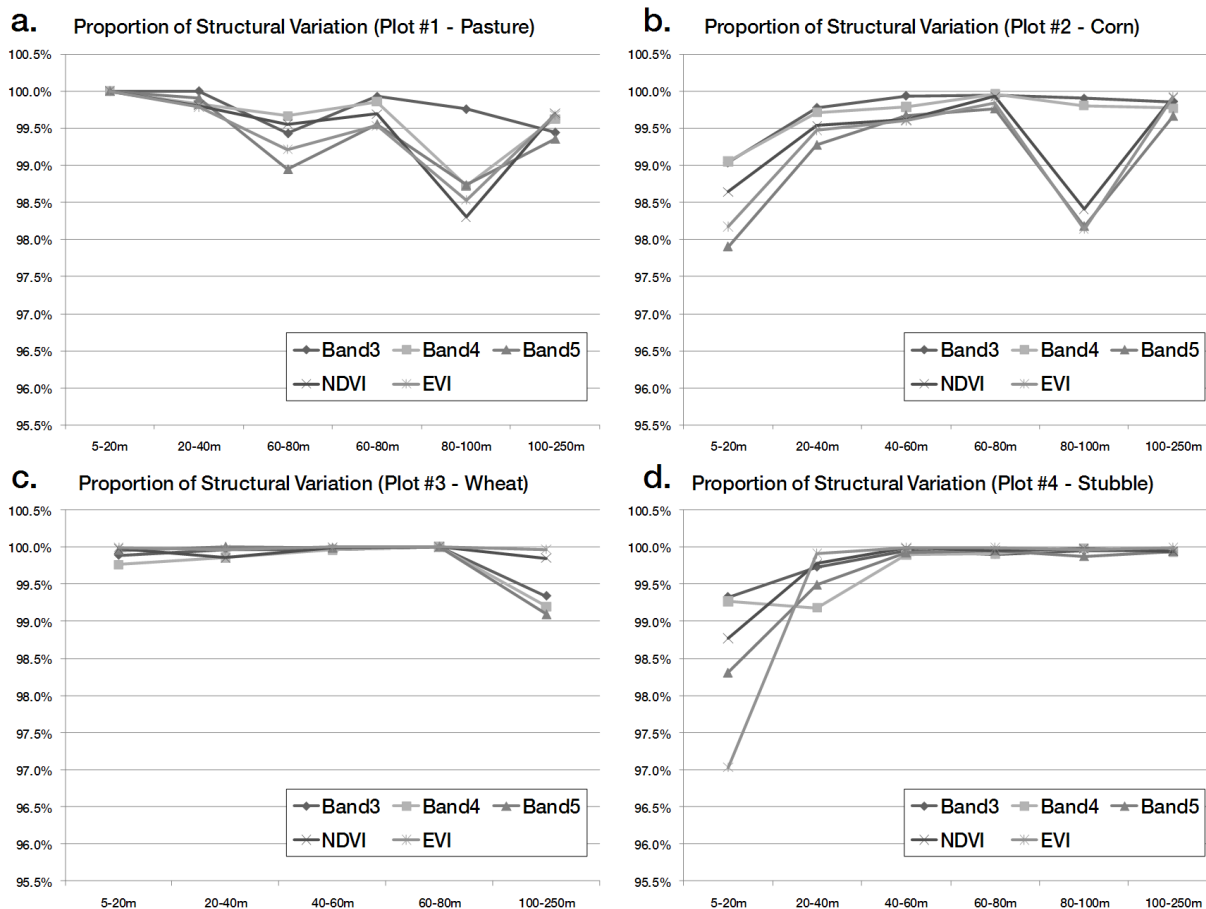 a. Proportion of Structural Variation (Plot #1 - Pasture)
100.5%
100.0%
99.5%
99.0%
98.5%
98.0%
97.5%
97.0%
96.5%
96.0%
95.5%
Band3 Band4 Band5
NDVI EVI
5-20m 20-40m 60-80m 60-80m 80-100m 100-250m
b. Proportion of Structural Variation (Plot #2 - Corn)
100.5%
100.0%
99.5%
99.0%
98.5%
98.0%
97.5%
97.0%
96.5%
96.0%
95.5%
Band3 Band4 Band5
NDVI EVI
5-20m 20-40m 40-60m 60-80m 80-100m 100-250m
c. Proportion of Structural Variation (Plot #3 - Wheat)
100.5%
100.0%
99.5%
99.0%
98.5%
98.0%
97.5%
97.0%
96.5%
96.0%
95.5%
Band3 Band4 Band5
NDVI EVI
5-20m 20-40m 40-60m 60-80m 100-250m
d. Proportion of Structural Variation (Plot #4 - Stubble)
100.5%
100.0%
99.5%
99.0%
98.5%
98.0%
97.5%
97.0%
96.5%
96.0%
95.5%
Band3 Band4 Band5
NDVI EVI
5-20m 20-40m 40-60m 60-80m 80-100m 100-250m